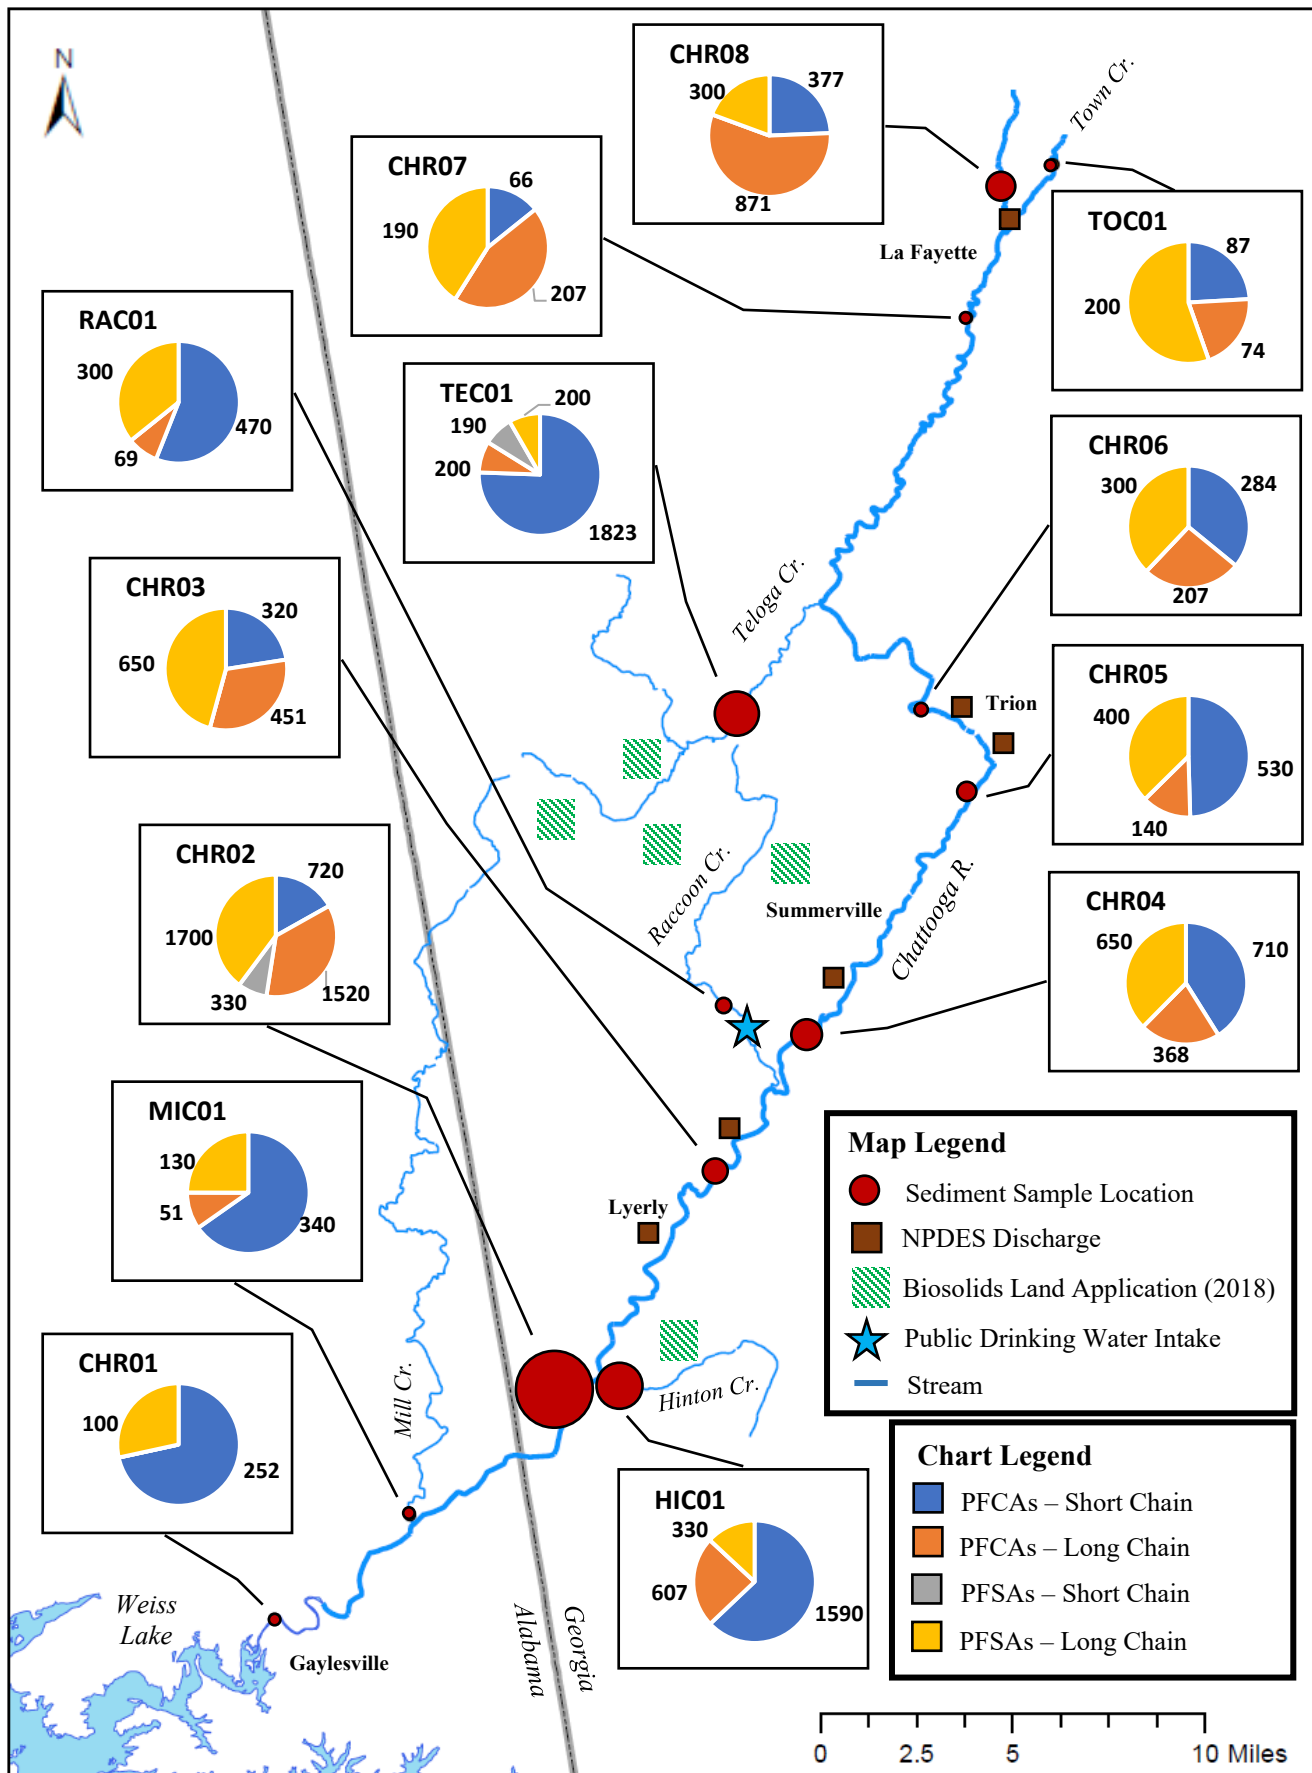 N
CHR08
300
377
871
Town Cr.
CHR07
66
190
207
La Fayette
TOC01
87
200
74
RAC01
300
470
69
TEC01
200
190
200
1823
CHR06
300
284
207
Teloga Cr.
CHR03
320
650
451
Trion
CHR05
400
530
140
CHR02
720
1700
330
1520
Raccoon Cr.
Summerville
Chattooga R.
CHR04
650
710
368
MIC01
130
51
340
Lyerly
Map Legend
Sediment Sample Location
NPDES Discharge
Biosolids Land Application (2018)
Public Drinking Water Intake
Stream
CHR01
100
252
Mill Cr.
Hinton Cr.
HIC01
330
607
1590
Chart Legend
PFCAs – Short Chain
PFCAs – Long Chain
PFSAs – Short Chain
PFSAs – Long Chain
Weiss
Lake
Gaylesville
Alabama
Georgia
0 2.5 5 10 Miles